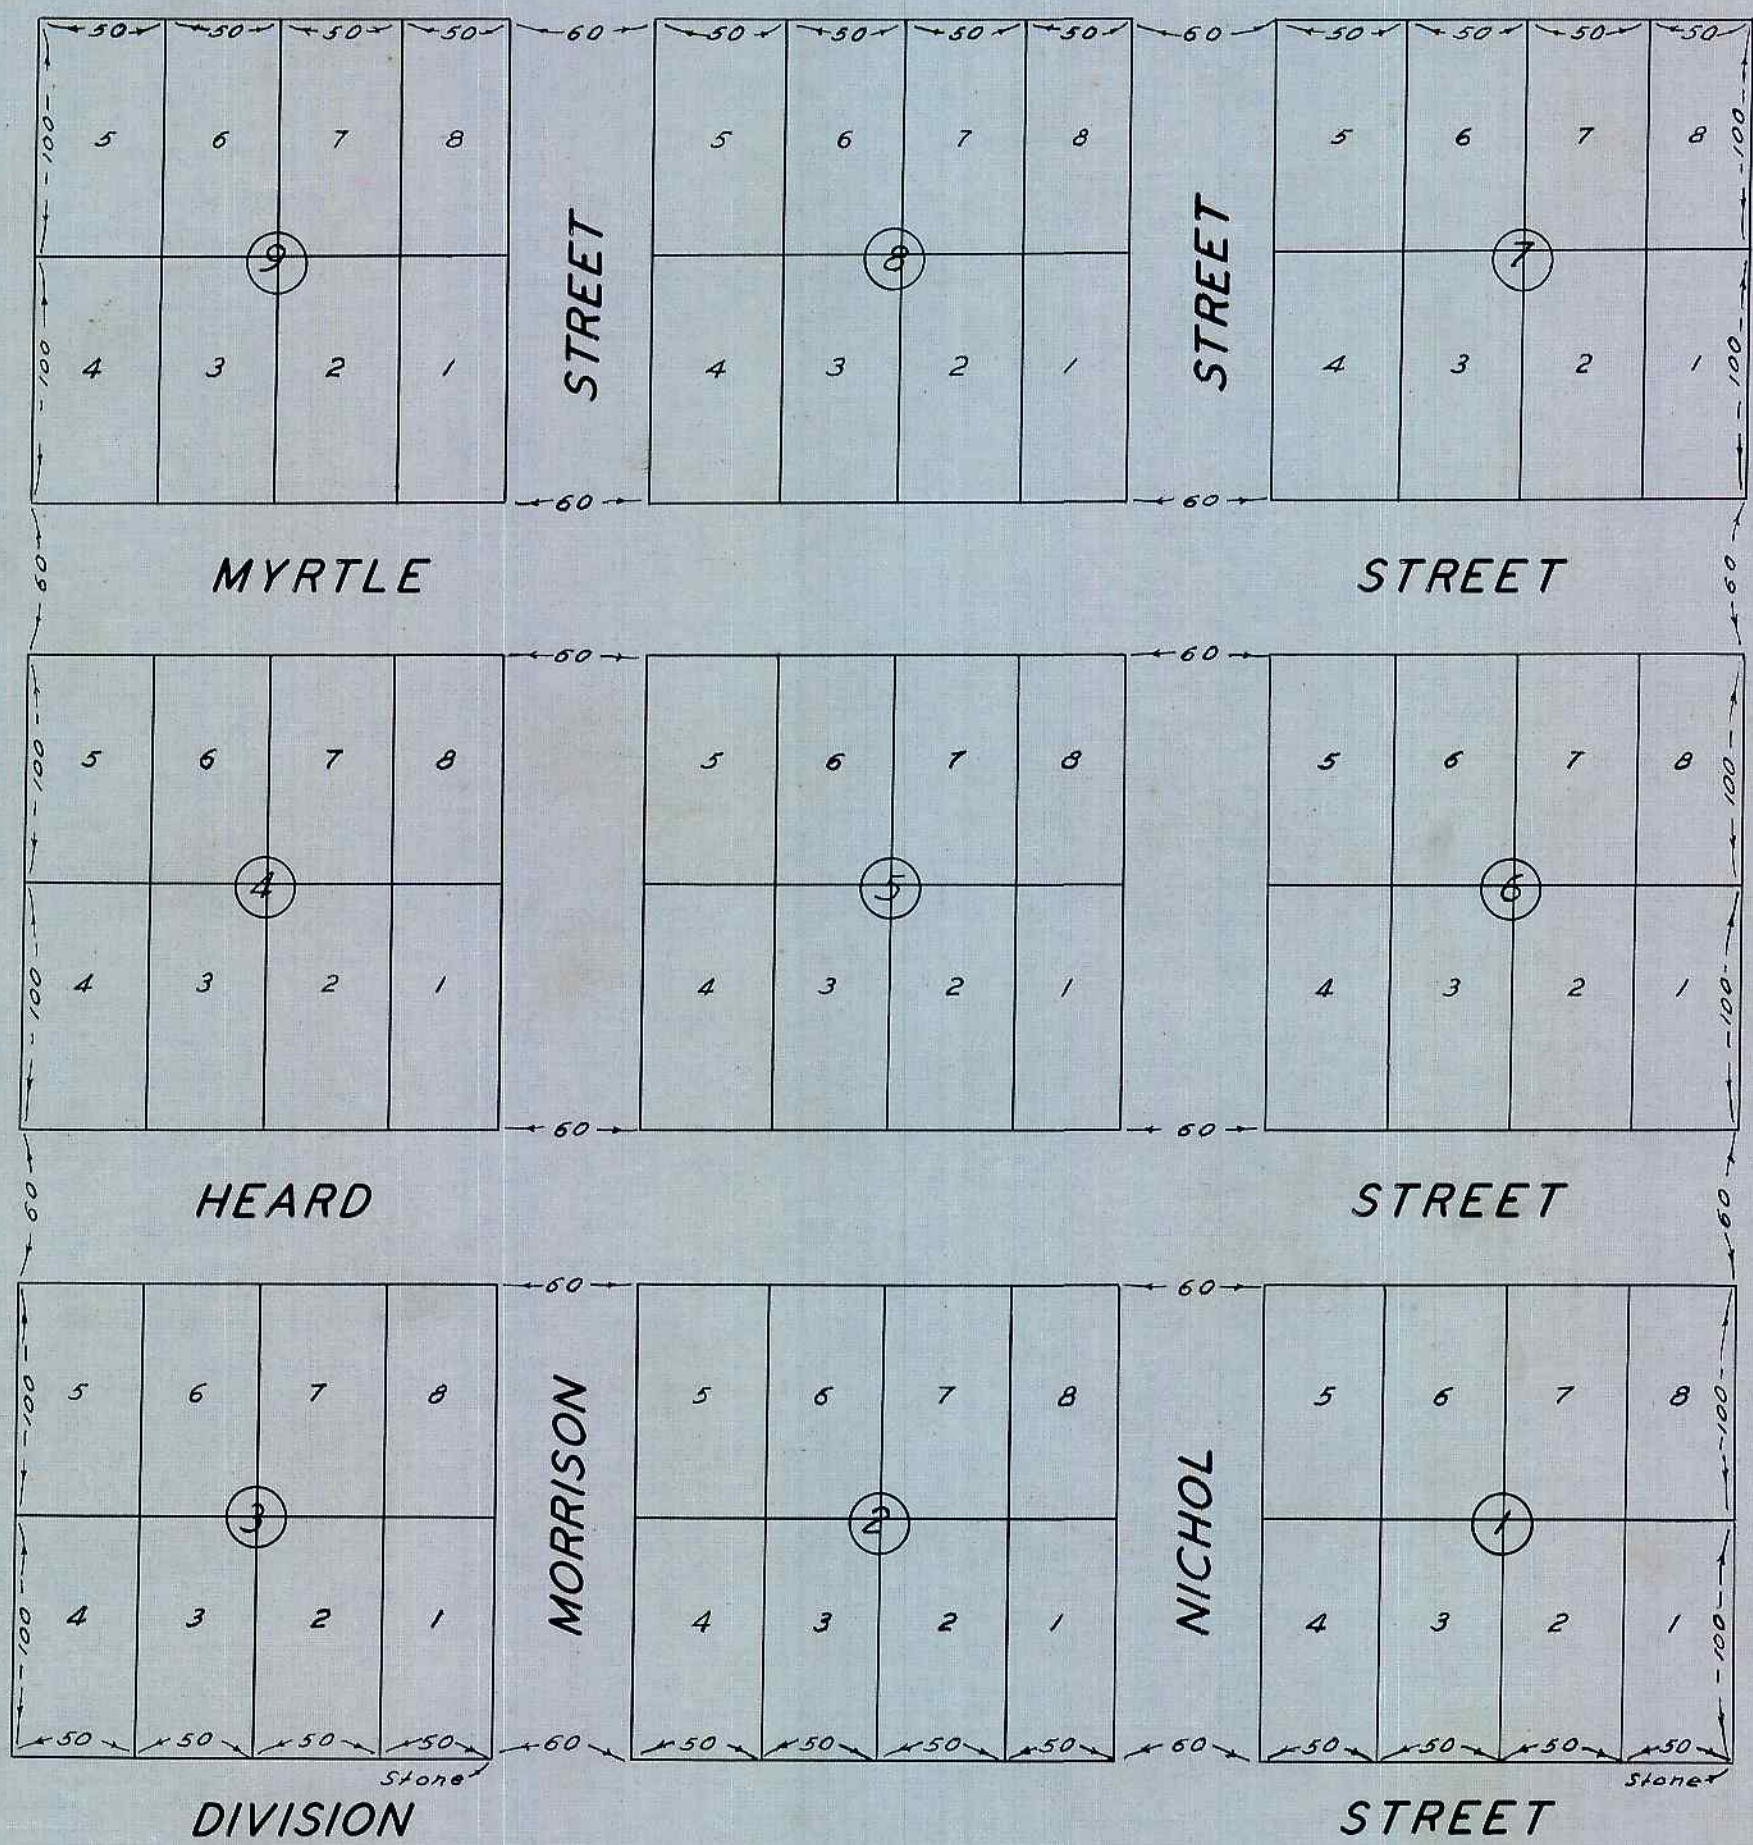 50 50 50 50 60 50 50 50 50 60 50 50 50 50
100 5 6 7 8 5 6 7 8 5 6 7 8 100
STREET STREET
9 8 7
100 4 3 2 1 4 3 2 1 4 3 2 1 100
60 60
60 MYRTLE STREET 60
60 60
100 5 6 7 8 5 6 7 8 5 6 7 8 100
4 5 6
100 4 3 2 1 4 3 2 1 4 3 2 1 100
60 60
60 HEARD STREET 60
60 60
100 5 6 7 8 5 6 7 8 5 6 7 8 100
MORRISON NICHOL
3 2 1
100 4 3 2 1 4 3 2 1 4 3 2 1 100
50 50 50 50 60 50 50 50 50 60 50 50 50 50
Stone Stone
DIVISION STREET